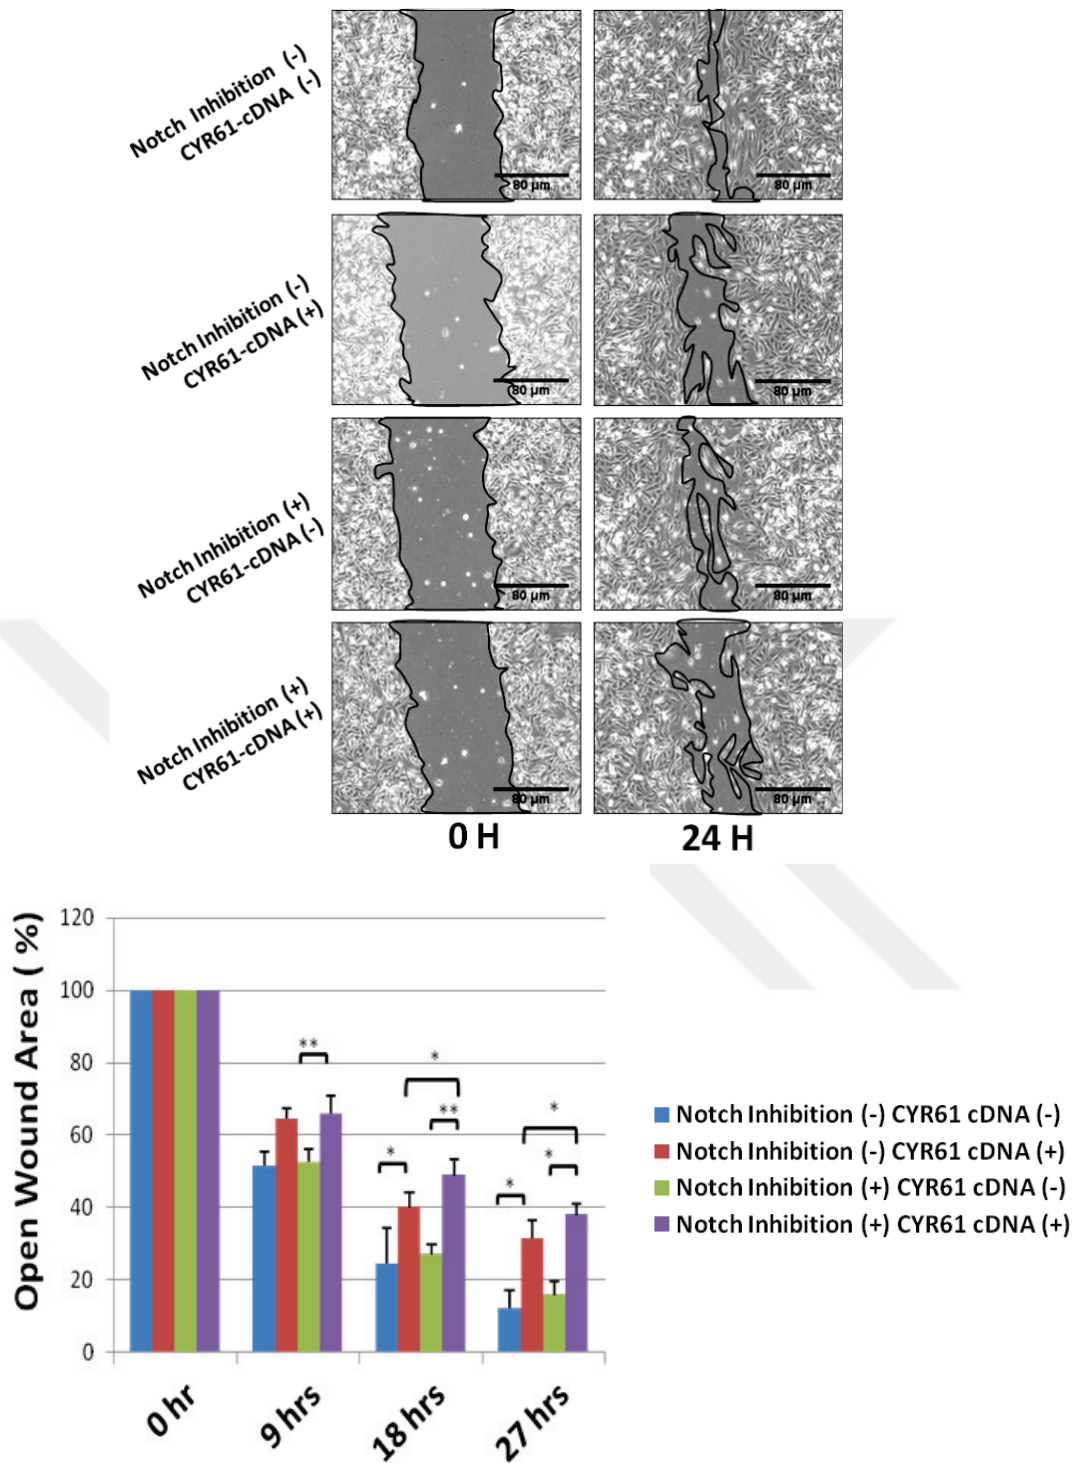 Notch Inhibition (-)
CYR61-cDNA (-)
80 μm
80 μm
Notch Inhibition (-)
CYR61-cDNA (+)
80 μm
80 μm
Notch Inhibition (+)
CYR61-cDNA (-)
80 μm
80 μm
Notch Inhibition (+)
CYR61-cDNA (+)
80 μm
80 μm
0 H
24 H
Open Wound Area ( %)
120
100
80
60
40
20
0
**
*
**
*
*
*
*
0 hr
9 hrs
18 hrs
27 hrs
Notch Inhibition (-) CYR61 cDNA (-)
Notch Inhibition (-) CYR61 cDNA (+)
Notch Inhibition (+) CYR61 cDNA (-)
Notch Inhibition (+) CYR61 cDNA (+)